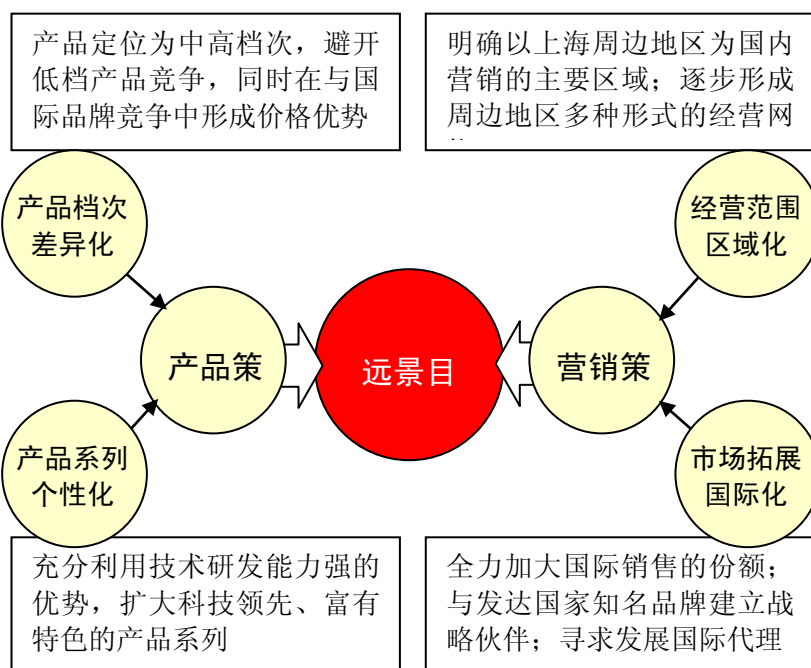 产品定位为中高档次，避开
低档产品竞争，同时在与国
际品牌竞争中形成价格优势
明确以上海周边地区为国内
营销的主要区域；逐步形成
周边地区多种形式的经营网
产品档次
差异化
经营范围
区域化
产品策
远景目
营销策
产品系列
个性化
市场拓展
国际化
充分利用技术研发能力强的
优势，扩大科技领先、富有
特色的产品系列
全力加大国际销售的份额；
与发达国家知名品牌建立战
略伙伴；寻求发展国际代理